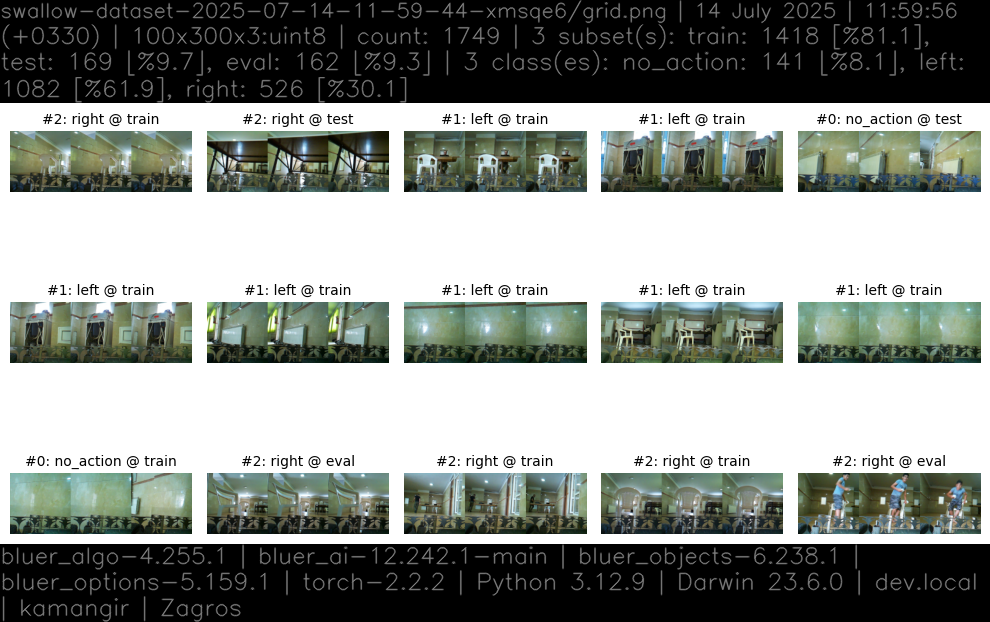 swallow-dataset-2025-07-14-11-59-44-xmsqe6/grid.png | 14 July 2025 | 11:59:56
(+0330) | 100x300x3:uint8 | count: 1749 | 3 subset(s): train: 1418 [%81.1],
test: 169 [%9.7], eval: 162 [%9.3] | 3 class(es): no_action: 141 [%8.1], left:
1082 [%61.9], right: 526 [%30.1]
#2: right @ train
#2: right @ test
#1: left @ train
#1: left @ train
#0: no_action @ test
#1: left @ train
#1: left @ train
#1: left @ train
#1: left @ train
#1: left @ train
#0: no_action @ train
#2: right @ eval
#2: right @ train
#2: right @ train
#2: right @ eval
bluer_algo-4.255.1 | bluer_ai-12.242.1-main | bluer_objects-6.238.1 |
bluer_options-5.159.1 | torch-2.2.2 | Python 3.12.9 | Darwin 23.6.0 | dev.local
| kamangir | Zagros